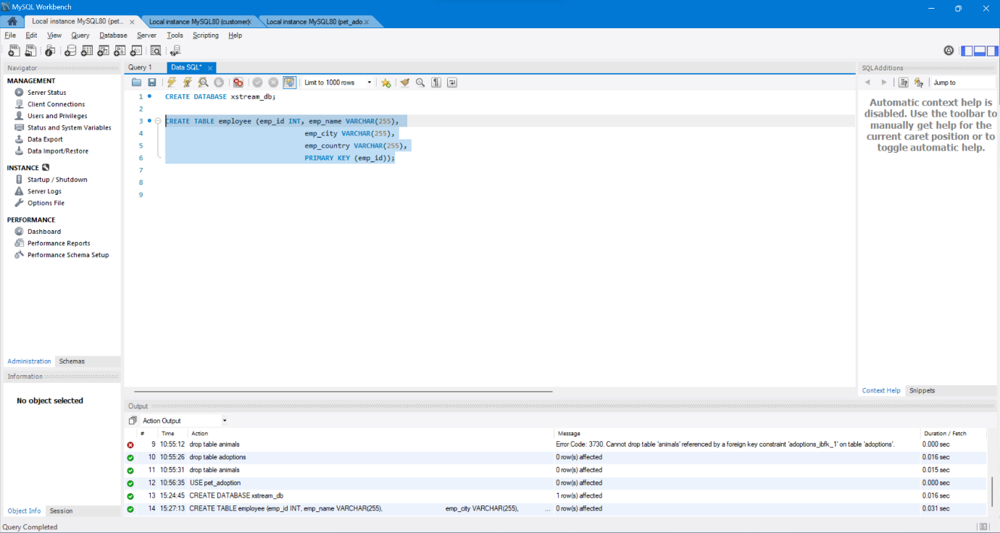 MySQL Workbench
Local instance MySQL80 (pet... × Local instance MySQL80 (customer)× Local instance MySQL80 (pet_ado...×
File Edit View Query Database Server Tools Scripting Help
Navigator
MANAGEMENT
Server Status
Client Connections
Users and Privileges
Status and System Variables
Data Export
Data Import/Restore
INSTANCE
Startup / Shutdown
Server Logs
Options File
PERFORMANCE
Dashboard
Performance Reports
Performance Schema Setup
Administration Schemas
Information
No object selected
Object Info Session
Query 1 Data SQL* ×
Limit to 1000 rows
1 CREATE DATABASE xstream_db;
2
3 CREATE TABLE employee (emp_id INT, emp_name VARCHAR(255),
4 emp_city VARCHAR(255),
5 emp_country VARCHAR(255),
6 PRIMARY KEY (emp_id));
7
8
9
SQLAdditions
Jump to
Automatic context help is
disabled. Use the toolbar to
manually get help for the
current caret position or to
toggle automatic help.
Context Help Snippets
Output
Action Output
# Time Action Message Duration / Fetch
9 10:55:12 drop table animals Error Code: 3730. Cannot drop table 'animals' referenced by a foreign key constraint 'adoptions_ibfk_1' on table 'adoptions'. 0.000 sec
10 10:55:26 drop table adoptions 0 row(s) affected 0.016 sec
11 10:55:31 drop table animals 0 row(s) affected 0.015 sec
12 10:56:35 USE pet_adoption 0 row(s) affected 0.000 sec
13 15:24:45 CREATE DATABASE xstream_db 1 row(s) affected 0.016 sec
14 15:27:13 CREATE TABLE employee (emp_id INT, emp_name VARCHAR(255), emp_city VARCHAR(255), ... 0 row(s) affected 0.031 sec
Query Completed